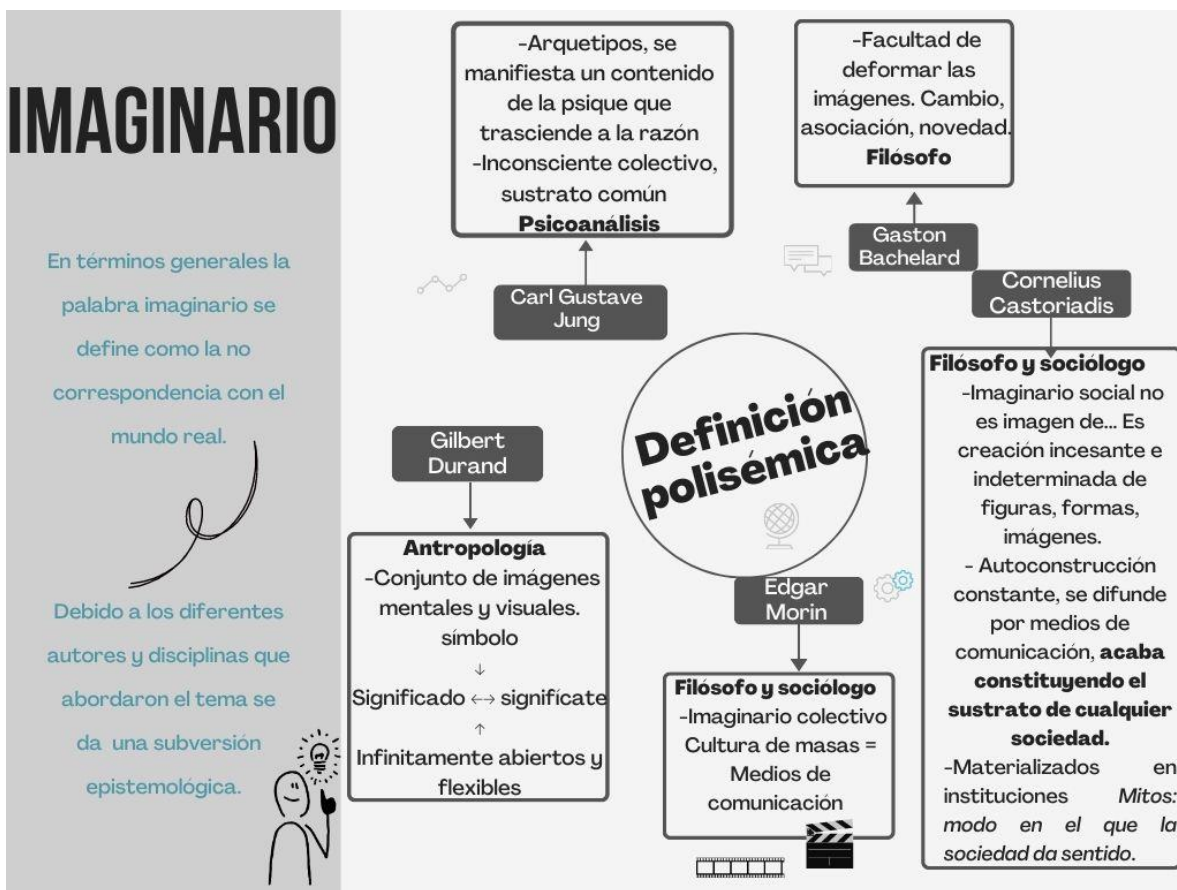 IMAGINARIO
En términos generales la
palabra imaginario se
define como la no
correspondencia con el
mundo real.
Debido a los diferentes
autores y disciplinas que
abordaron el tema se
da una subversión
epistemológica.
-Arquetipos, se
manifiesta un contenido
de la psique que
trasciende a la razón
-Inconsciente colectivo,
sustrato común
Psicoanálisis
Carl Gustave
Jung
-Facultad de
deformar las
imágenes. Cambio,
asociación, novedad.
Filósofo
Gaston
Bachelard
Cornelius
Castoriadis
Filósofo y sociólogo
-Imaginario social no
es imagen de... Es
creación incesante e
indeterminada de
figuras, formas,
imágenes.
- Autoconstrucción
constante, se difunde
por medios de
comunicación, acaba
constituyendo el
sustrato de cualquier
sociedad.
-Materializados en
instituciones Mitos:
modo en el que la
sociedad da sentido.
Definición
polisémica
Gilbert
Durand
Antropología
-Conjunto de imágenes
mentales y visuales.
símbolo
↓
Significado ↔ signifícate
↑
Infinitamente abiertos y
flexibles
Edgar
Morin
Filósofo y sociólogo
-Imaginario colectivo
Cultura de masas =
Medios de
comunicación